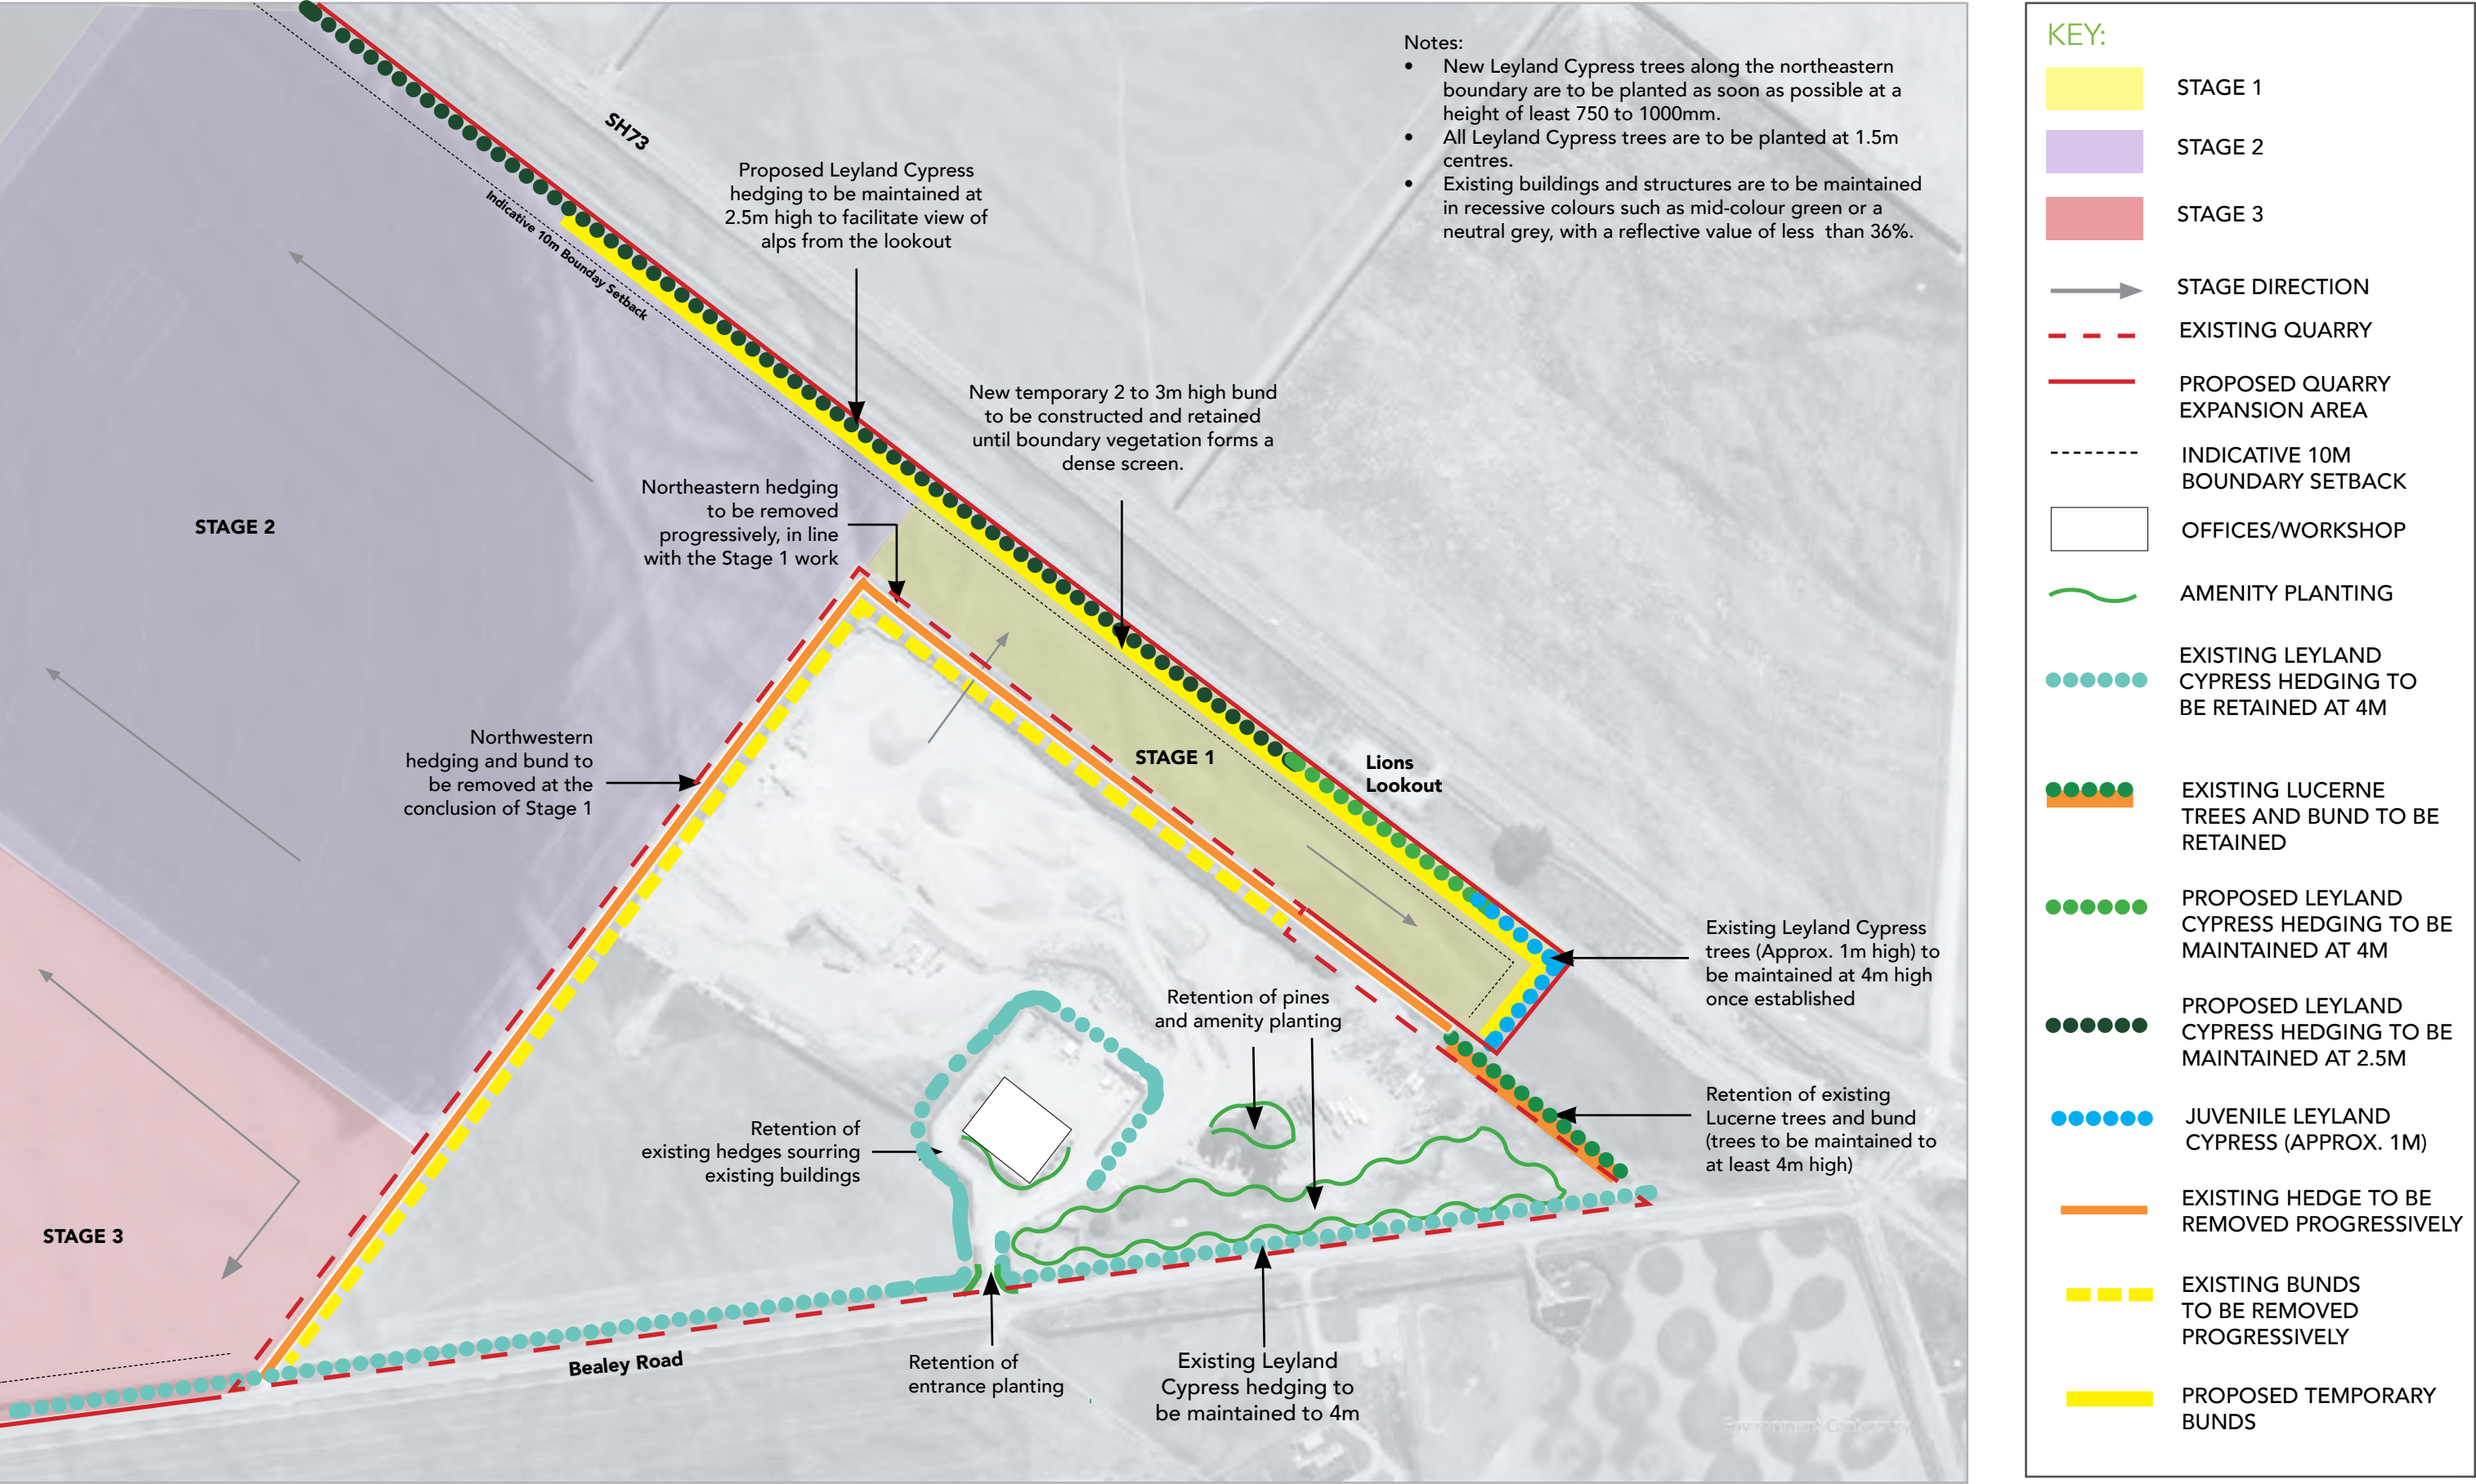 Notes:
• New Leyland Cypress trees along the northeastern
boundary are to be planted as soon as possible at a
height of least 750 to 1000mm.
• All Leyland Cypress trees are to be planted at 1.5m
centres.
• Existing buildings and structures are to be maintained
in recessive colours such as mid-colour green or a
neutral grey, with a reflective value of less than 36%.
SH73
Proposed Leyland Cypress
hedging to be maintained at
2.5m high to facilitate view of
alps from the lookout
Indicative 10m Bounday Setback
New temporary 2 to 3m high bund
to be constructed and retained
until boundary vegetation forms a
dense screen.
Northeastern hedging
to be removed
progressively, in line
with the Stage 1 work
STAGE 2
Northwestern
hedging and bund to
be removed at the
conclusion of Stage 1
STAGE 1
Lions
Lookout
Existing Leyland Cypress
trees (Approx. 1m high) to
be maintained at 4m high
once established
Retention of pines
and amenity planting
Retention of existing
Lucerne trees and bund
(trees to be maintained to
at least 4m high)
Retention of
existing hedges sourring
existing buildings
STAGE 3
Bealey Road
Retention of
entrance planting
Existing Leyland
Cypress hedging to
be maintained to 4m
Environment Canterbury
KEY:
STAGE 1
STAGE 2
STAGE 3
STAGE DIRECTION
EXISTING QUARRY
PROPOSED QUARRY
EXPANSION AREA
INDICATIVE 10M
BOUNDARY SETBACK
OFFICES/WORKSHOP
AMENITY PLANTING
EXISTING LEYLAND
CYPRESS HEDGING TO
BE RETAINED AT 4M
EXISTING LUCERNE
TREES AND BUND TO BE
RETAINED
PROPOSED LEYLAND
CYPRESS HEDGING TO BE
MAINTAINED AT 4M
PROPOSED LEYLAND
CYPRESS HEDGING TO BE
MAINTAINED AT 2.5M
JUVENILE LEYLAND
CYPRESS (APPROX. 1M)
EXISTING HEDGE TO BE
REMOVED PROGRESSIVELY
EXISTING BUNDS
TO BE REMOVED
PROGRESSIVELY
PROPOSED TEMPORARY
BUNDS